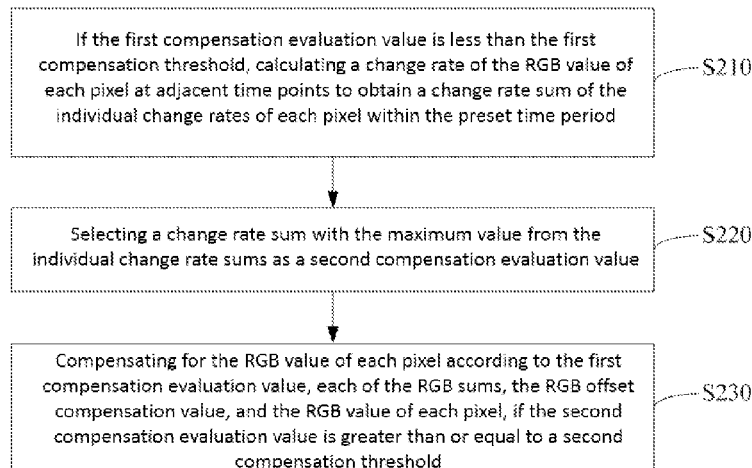 If the first compensation evaluation value is less than the first
compensation threshold, calculating a change rate of the RGB value of
each pixel at adjacent time points to obtain a change rate sum of the
individual change rates of each pixel within the preset time period
S210
Selecting a change rate sum with the maximum value from the
individual change rate sums as a second compensation evaluation value
S220
Compensating for the RGB value of each pixel according to the first
compensation evaluation value, each of the RGB sums, the RGB offset
compensation value, and the RGB value of each pixel, if the second
compensation evaluation value is greater than or equal to a second
compensation threshold
S230